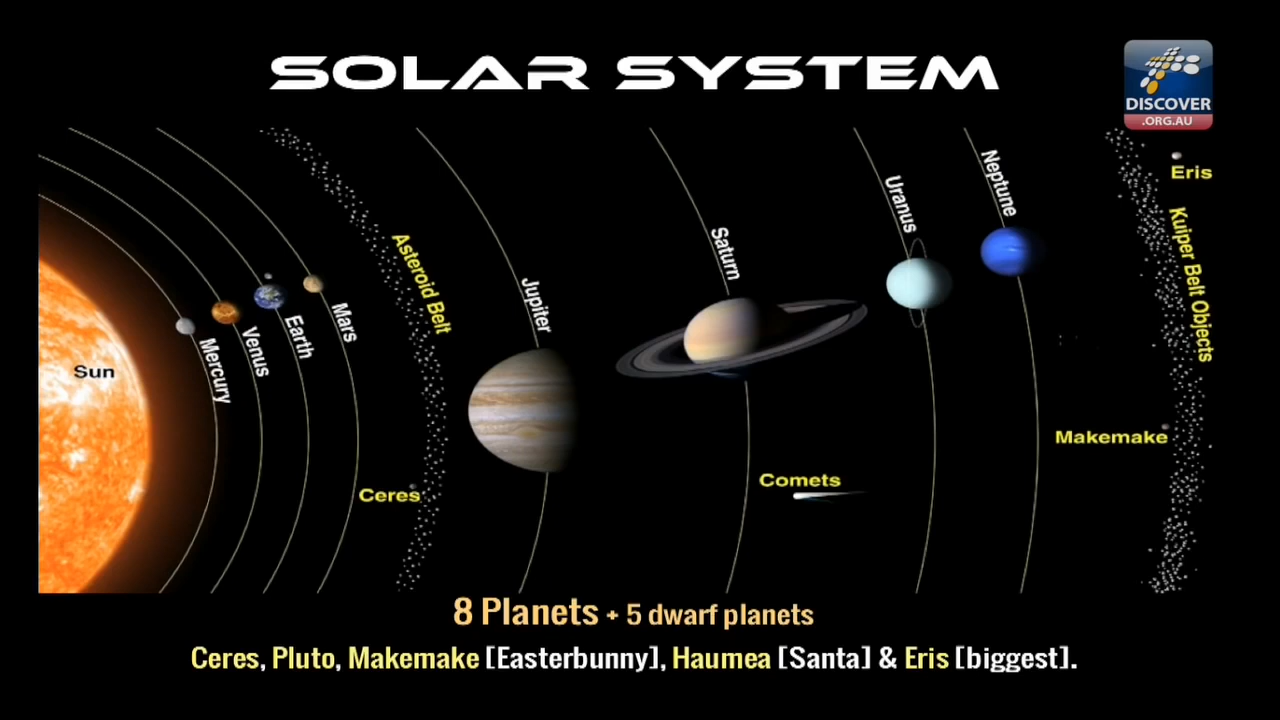 SOLAR SYSTEM
DISCOVER
.ORG.AU
Sun
Mercury
Venus
Earth
Mars
Asteroid Belt
Ceres
Jupiter
Saturn
Comets
Uranus
Neptune
Eris
Kuiper Belt Objects
Makemake
8 Planets + 5 dwarf planets
Ceres, Pluto, Makemake [Easterbunny], Haumea [Santa] & Eris [biggest].